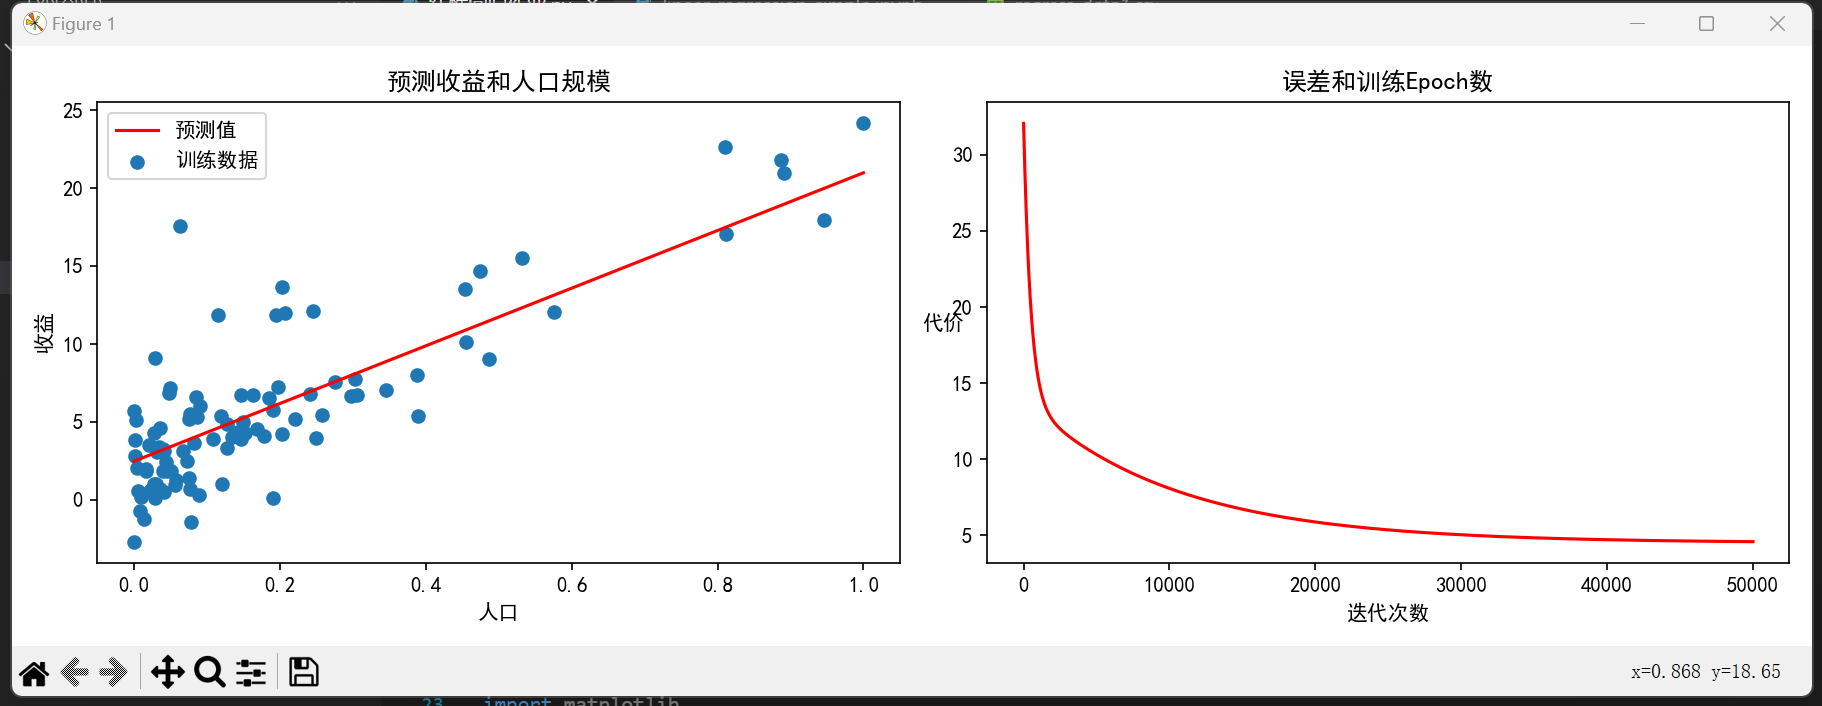 Figure 1
预测收益和人口规模
25
20
15
10
5
0
收益
预测值
训练数据
0.0 0.2 0.4 0.6 0.8 1.0
人口
误差和训练Epoch数
30
25
20
15
10
5
代价
0 10000 20000 30000 40000 50000
迭代次数
x=0.868 y=18.65
23 import matplotlib